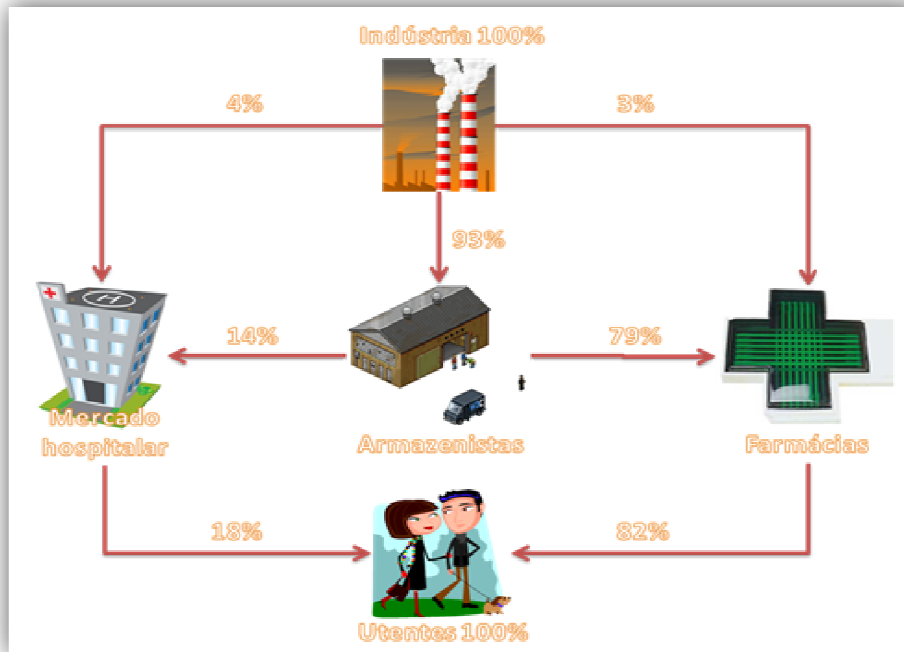 Indústria 100%
4%
3%
93%
14%
79%
Mercado
hospitalar
Armazenistas
Farmácias
18%
82%
Utentes 100%